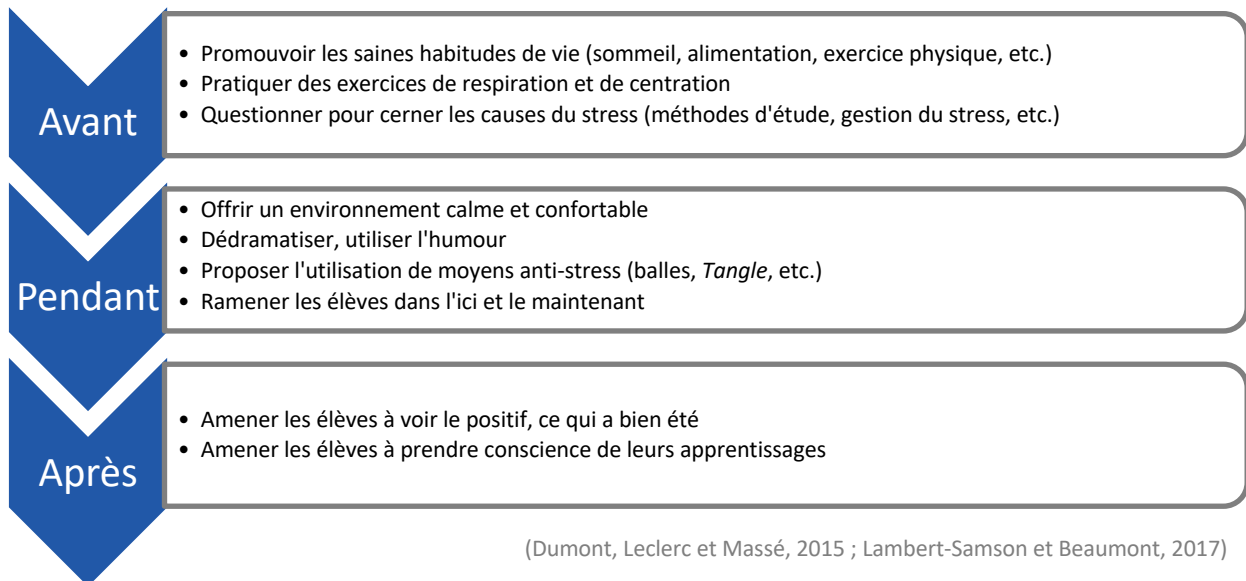 Avant
• Promouvoir les saines habitudes de vie (sommeil, alimentation, exercice physique, etc.)
• Pratiquer des exercices de respiration et de centration
• Questionner pour cerner les causes du stress (méthodes d'étude, gestion du stress, etc.)
Pendant
• Offrir un environnement calme et confortable
• Dédramatiser, utiliser l'humour
• Proposer l'utilisation de moyens anti-stress (balles, Tangle, etc.)
• Ramener les élèves dans l'ici et le maintenant
Après
• Amener les élèves à voir le positif, ce qui a bien été
• Amener les élèves à prendre conscience de leurs apprentissages
(Dumont, Leclerc et Massé, 2015 ; Lambert-Samson et Beaumont, 2017)